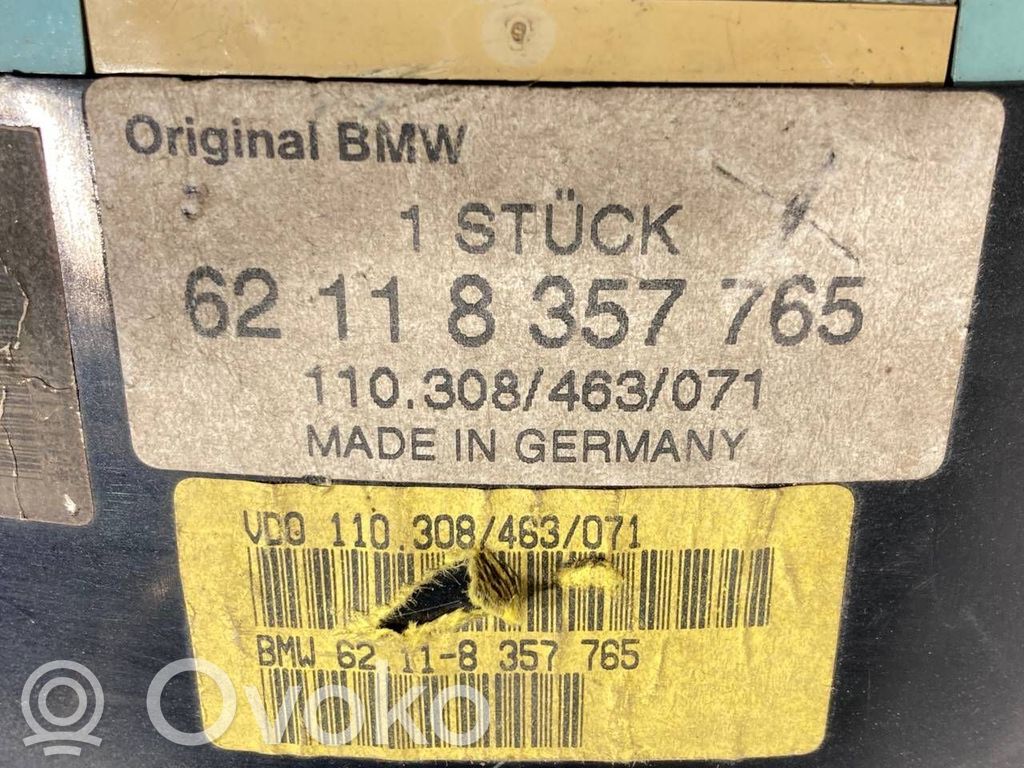 Original BMW
1 STÜCK
62 11 8 357 765
110.308/463/071
MADE IN GERMANY
VDO 110.308/463/071
BMW 62 11-8 357 765
Ovoko